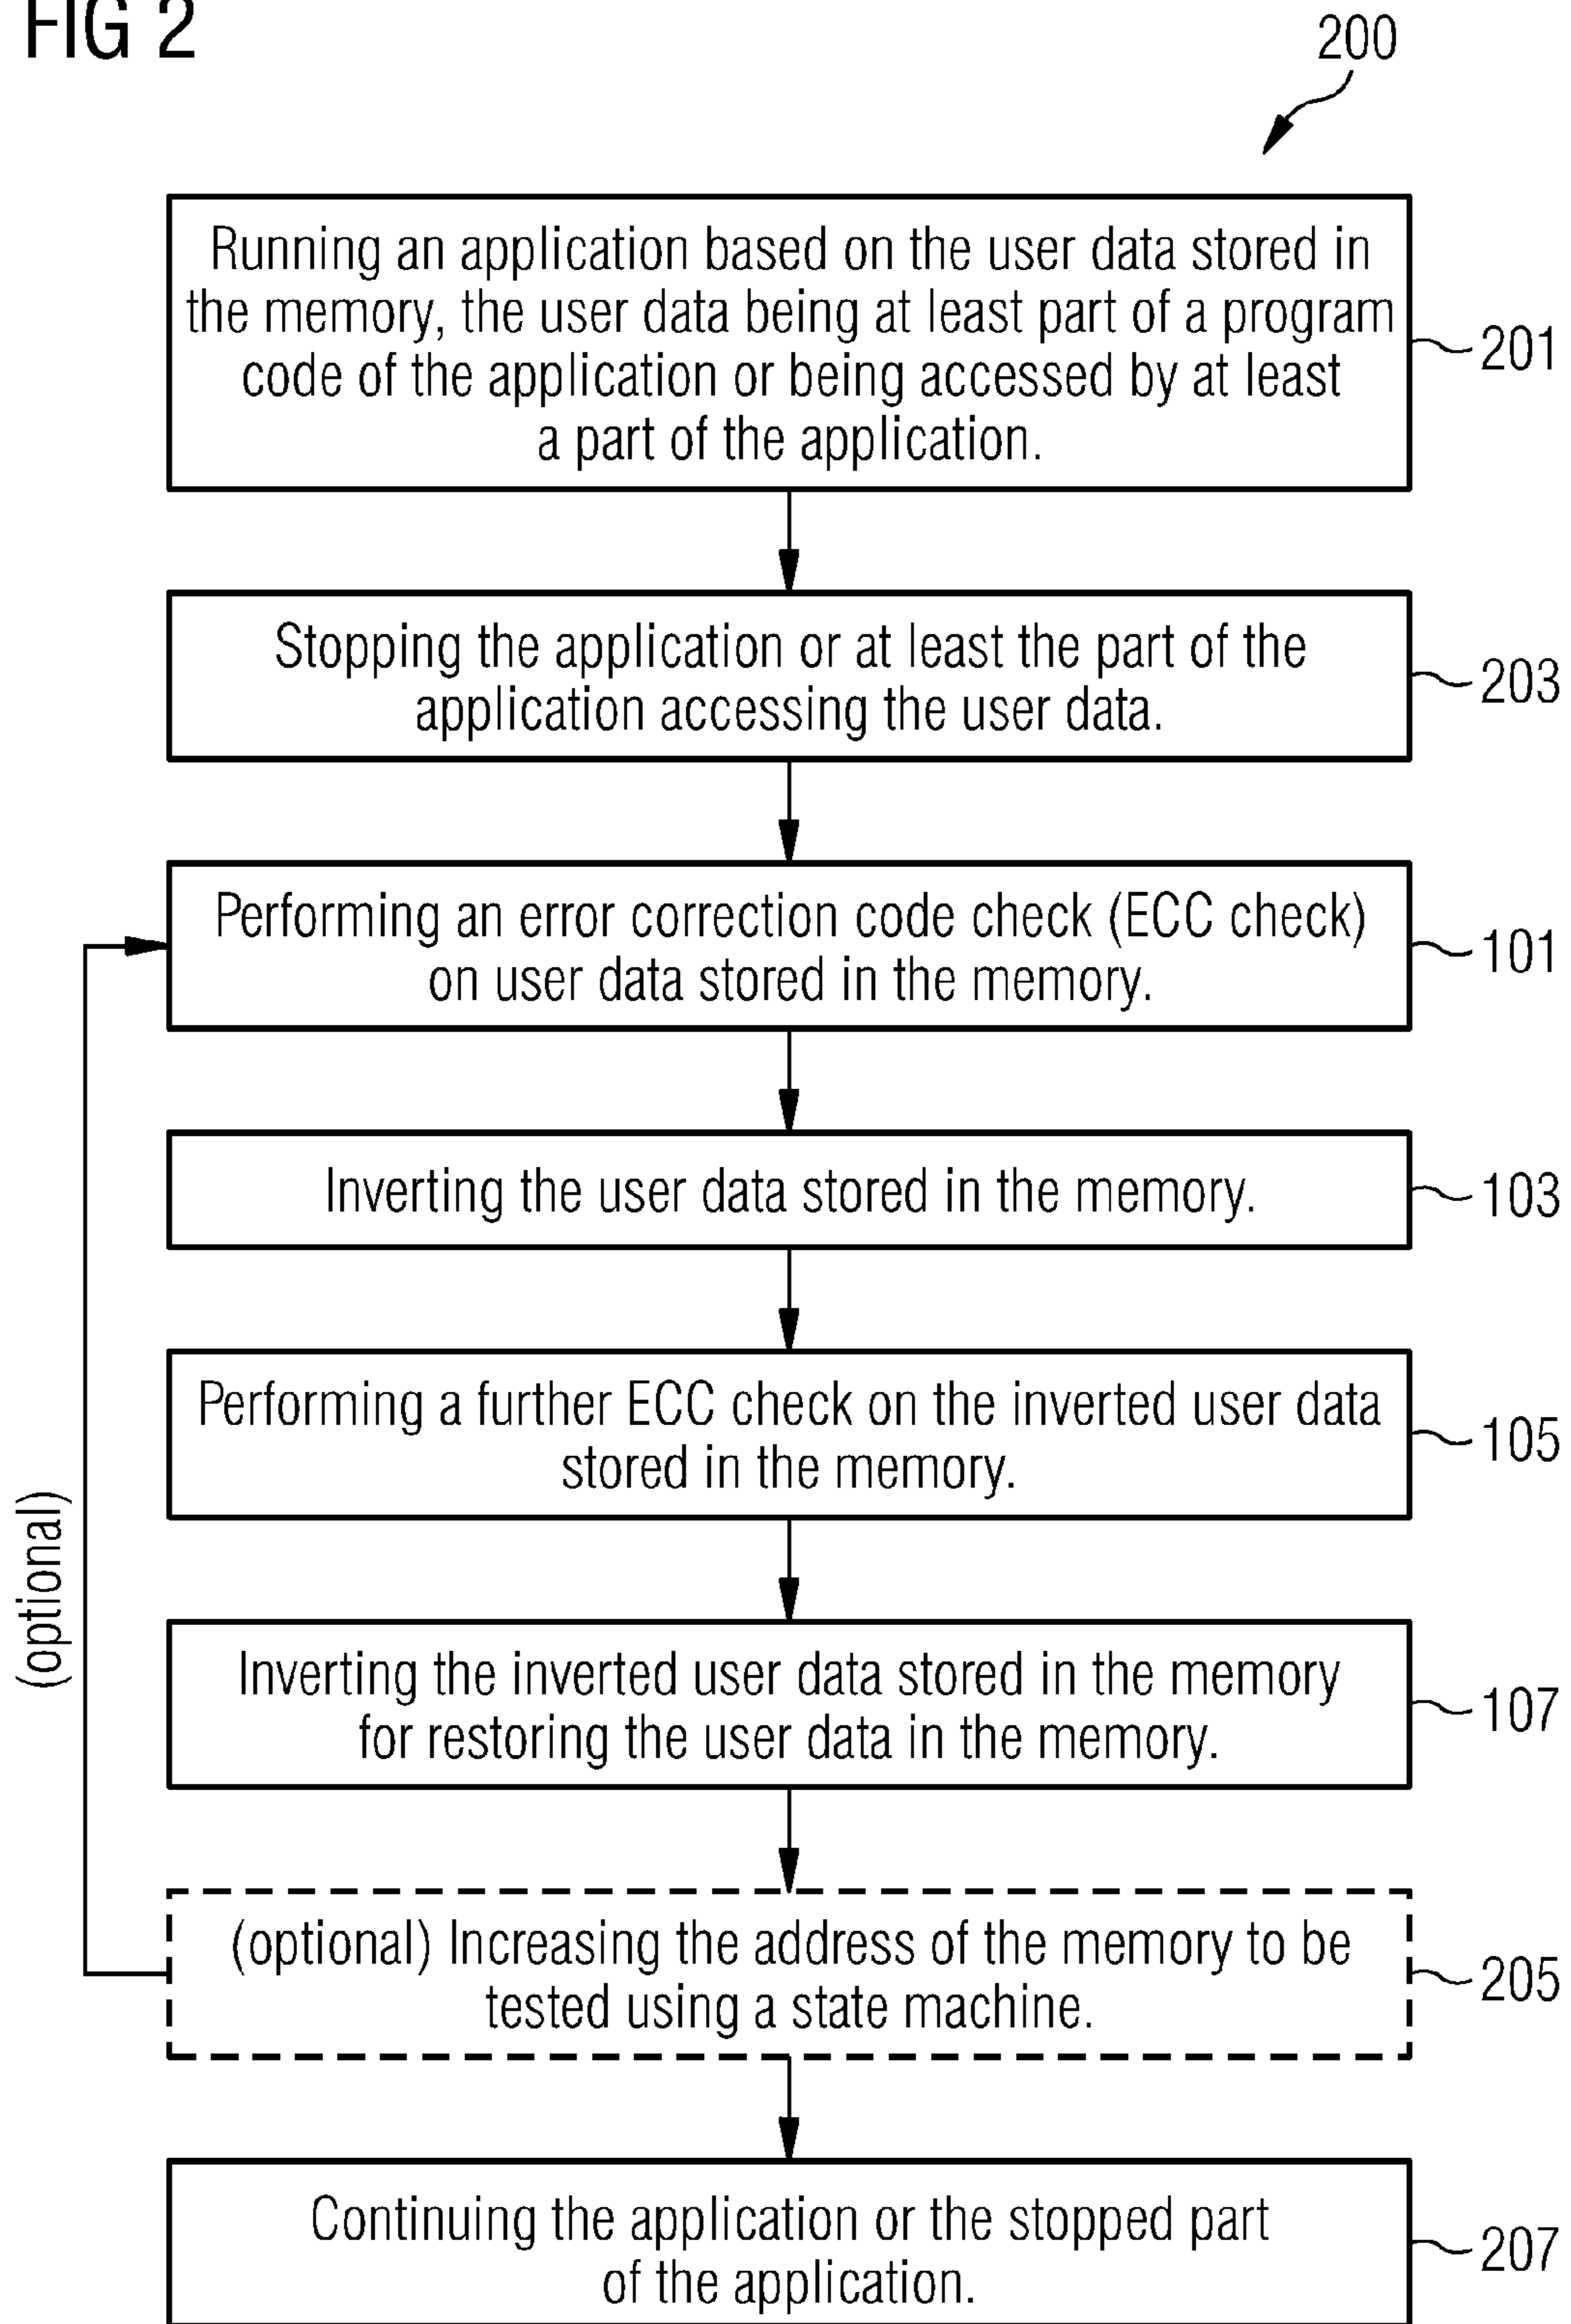 FIG 2
200
Running an application based on the user data stored in
the memory, the user data being at least part of a program
code of the application or being accessed by at least
a part of the application.
201
Stopping the application or at least the part of the
application accessing the user data.
203
Performing an error correction code check (ECC check)
on user data stored in the memory.
101
Inverting the user data stored in the memory.
103
Performing a further ECC check on the inverted user data
stored in the memory.
105
(optional)
Inverting the inverted user data stored in the memory
for restoring the user data in the memory.
107
(optional) Increasing the address of the memory to be
tested using a state machine.
205
Continuing the application or the stopped part
of the application.
207